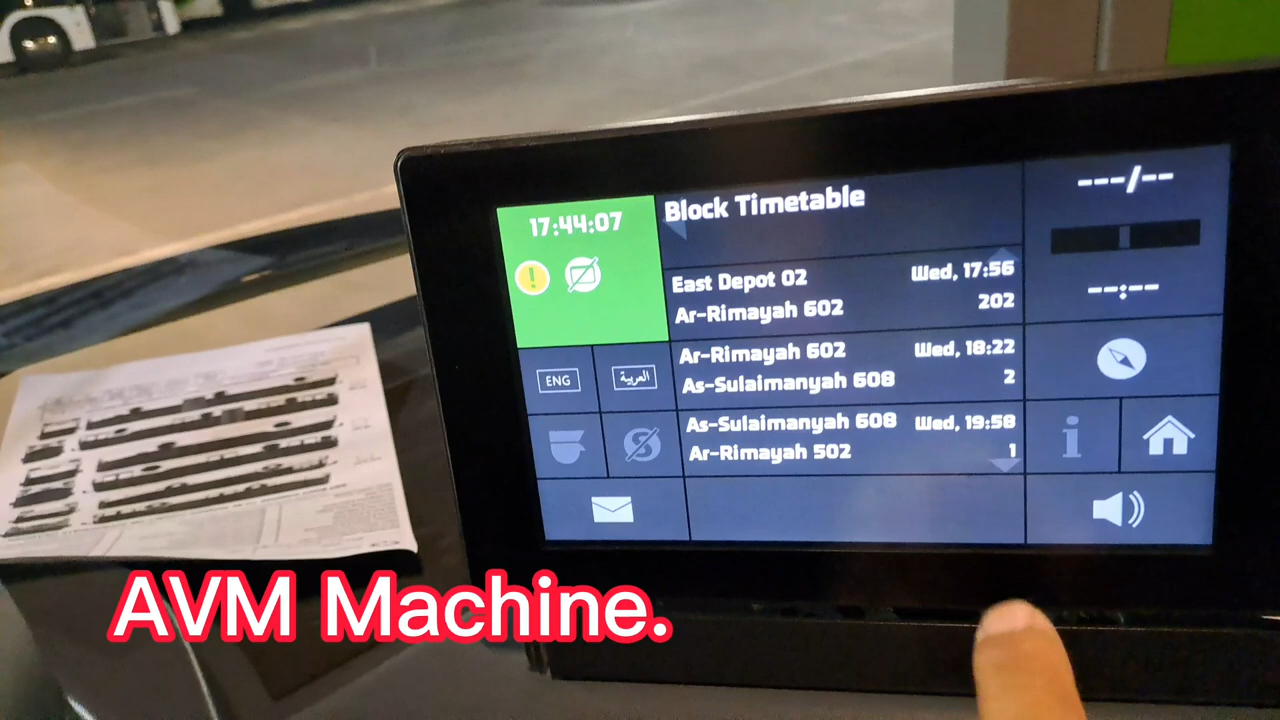 17:44:07
Block Timetable
East Depot 02 Wed, 17:56
Ar-Rimayah 602 202
Ar-Rimayah 602 Wed, 18:22
As-Sulaimanyah 608 2
As-Sulaimanyah 608 Wed, 19:58
Ar-Rimayah 502 1
---/--
--:--
ENG
العربية
AVM Machine.